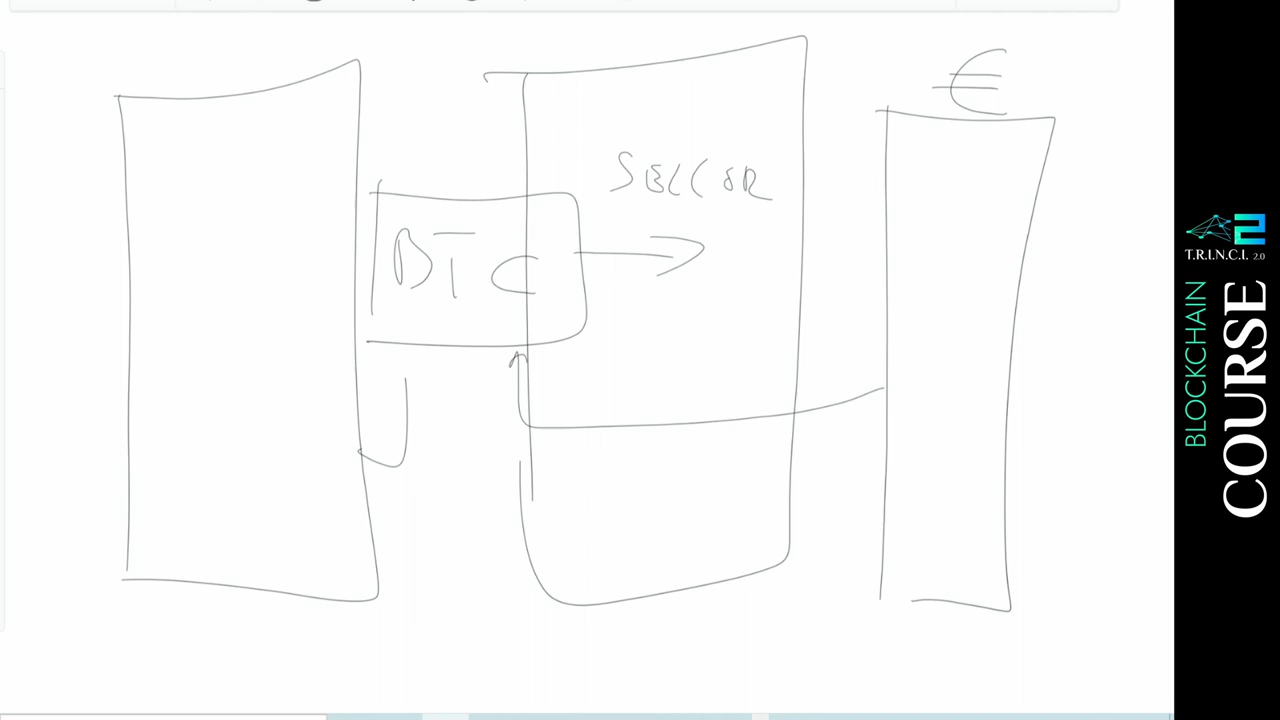 €
SELLER
BTC
T.R.I.N.C.I. 2.0
BLOCKCHAIN
COURSE